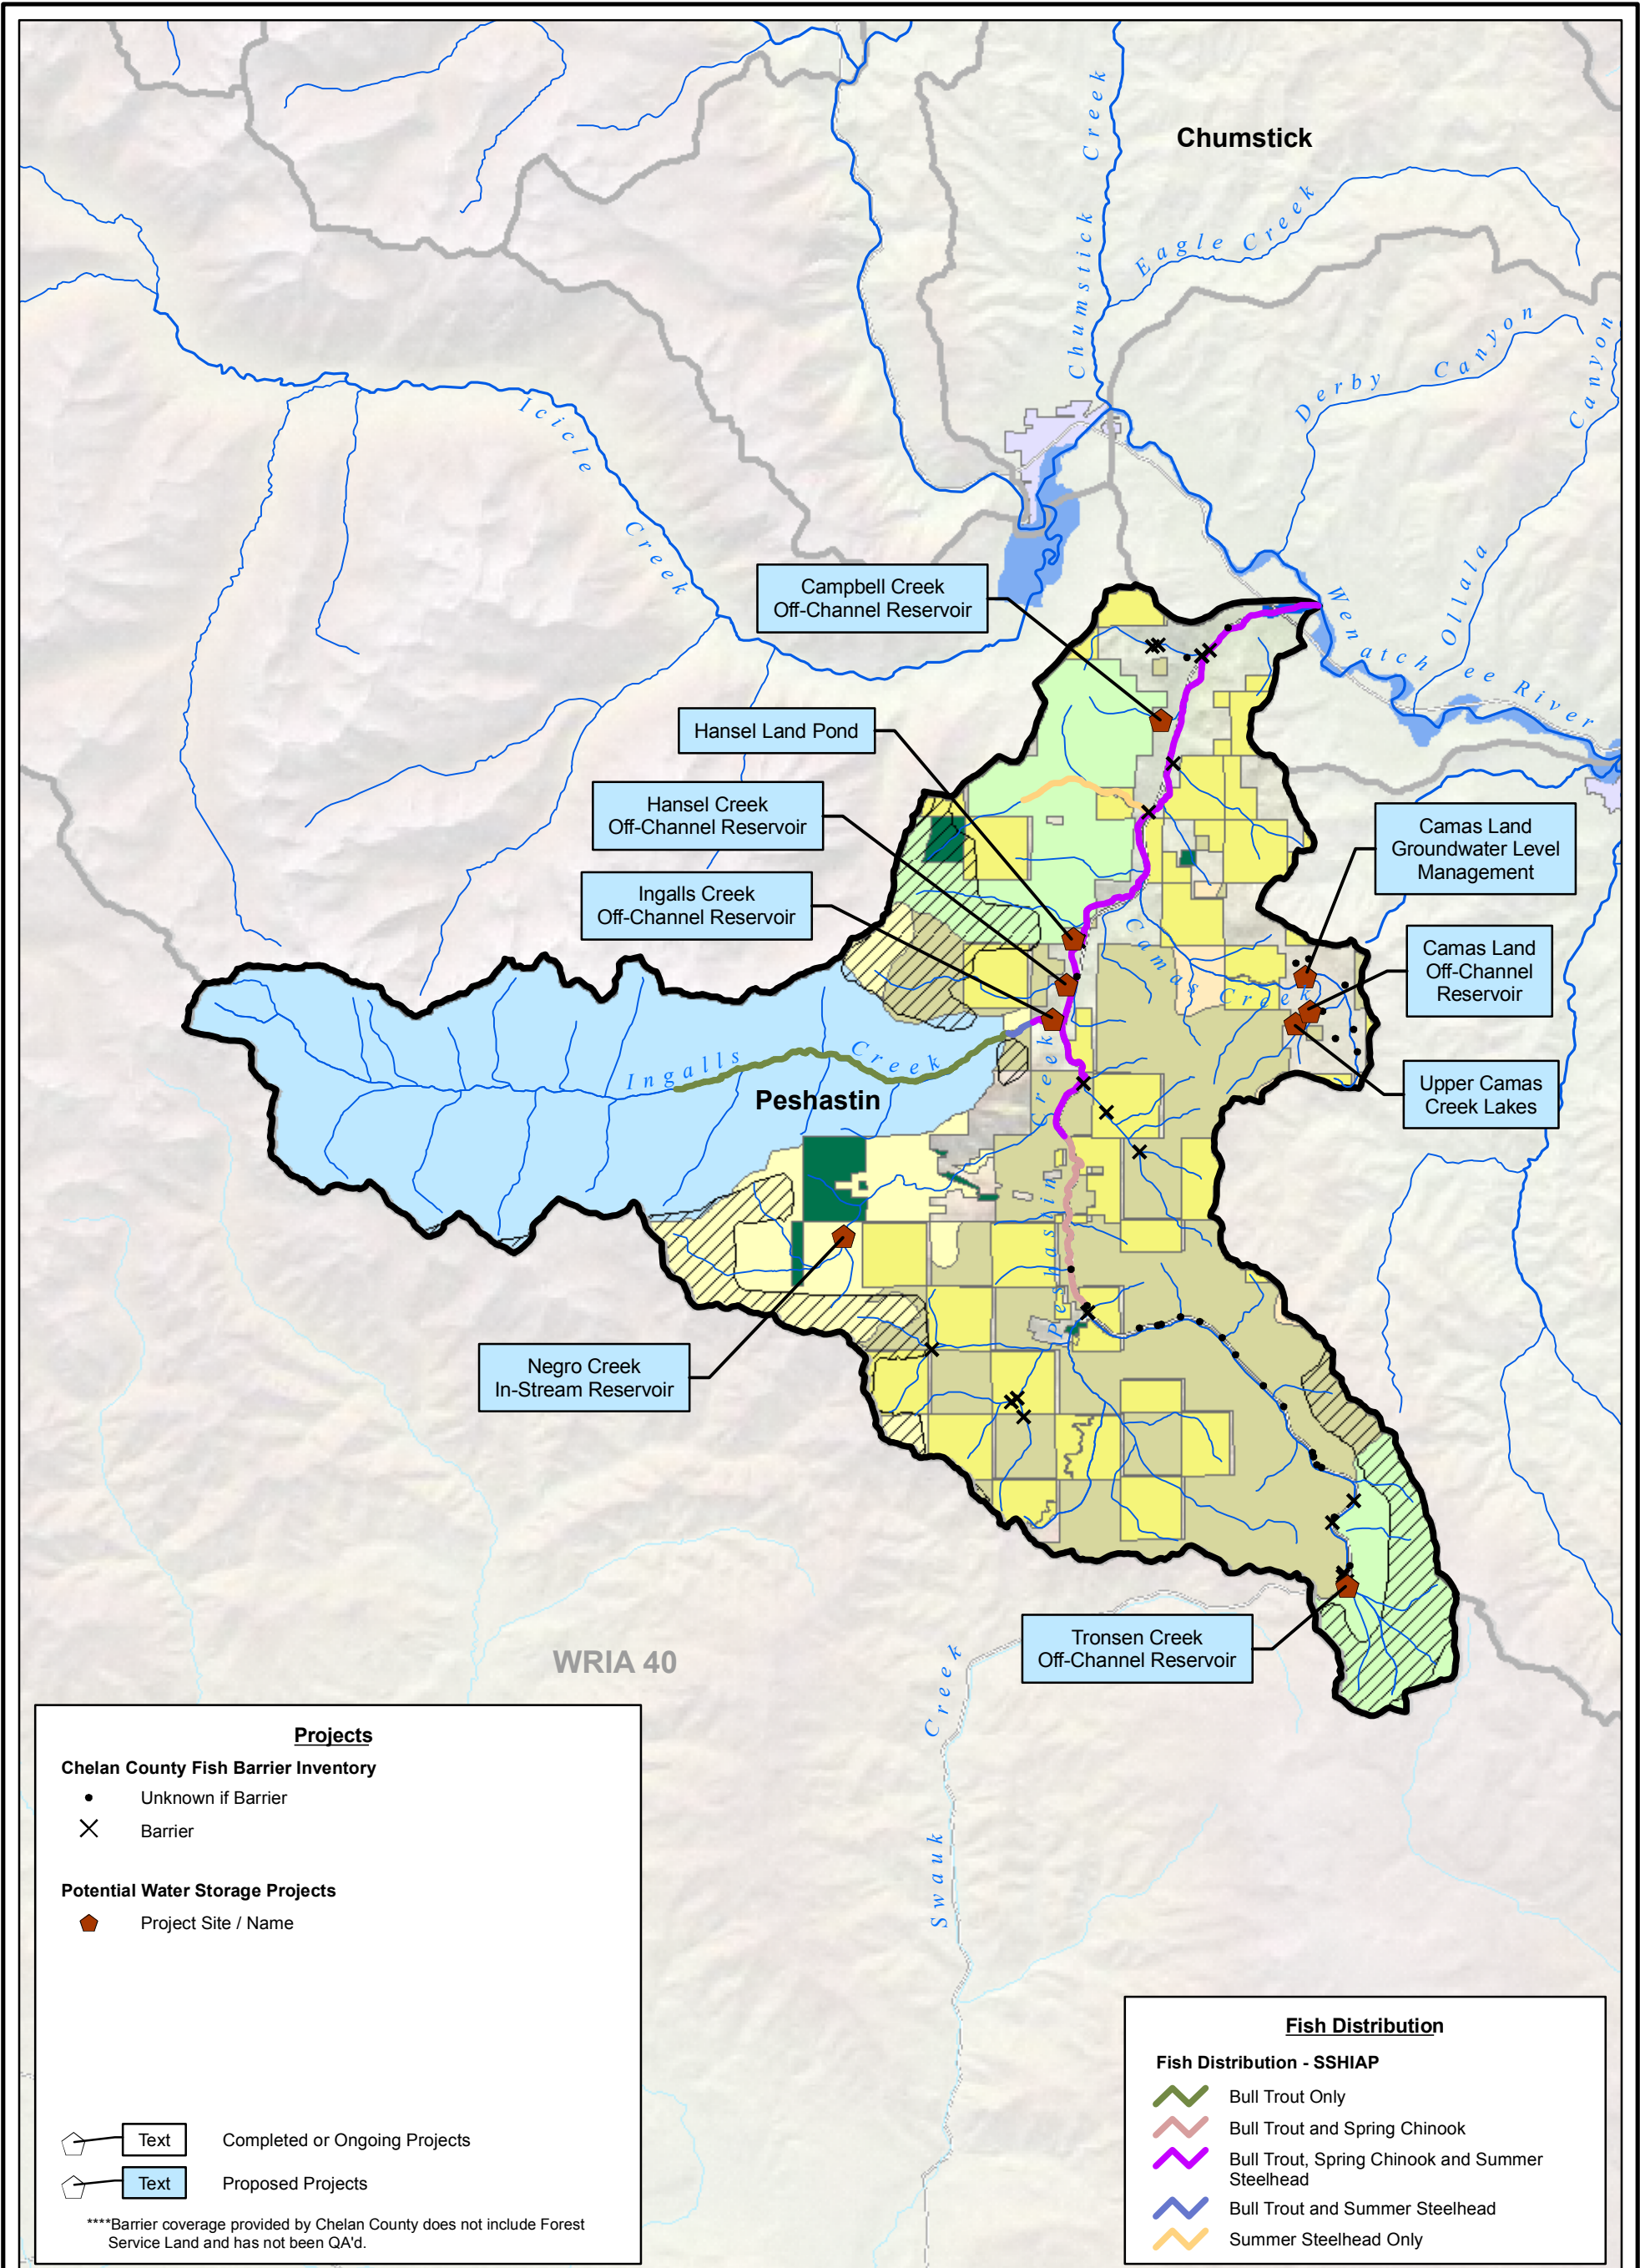 Chumstick
Chumstick Creek
Eagle Creek
Derby Canyon
Ollala Canyon
Icicle Creek
Wenatchee River
Campbell Creek
Off-Channel Reservoir
Hansel Land Pond
Hansel Creek
Off-Channel Reservoir
Ingalls Creek
Off-Channel Reservoir
Camas Land
Groundwater Level
Management
Camas Land
Off-Channel
Reservoir
Upper Camas
Creek Lakes
Camas Creek
Ingalls Creek
Peshastin
Peshastin Creek
Negro Creek
In-Stream Reservoir
Tronsen Creek
Off-Channel Reservoir
WRIA 40
Swauk Creek
Projects
Chelan County Fish Barrier Inventory
Unknown if Barrier
Barrier
Potential Water Storage Projects
Project Site / Name
Text Completed or Ongoing Projects
Text Proposed Projects
****Barrier coverage provided by Chelan County does not include Forest
Service Land and has not been QA'd.
Fish Distribution
Fish Distribution - SSHIAP
Bull Trout Only
Bull Trout and Spring Chinook
Bull Trout, Spring Chinook and Summer
Steelhead
Bull Trout and Summer Steelhead
Summer Steelhead Only